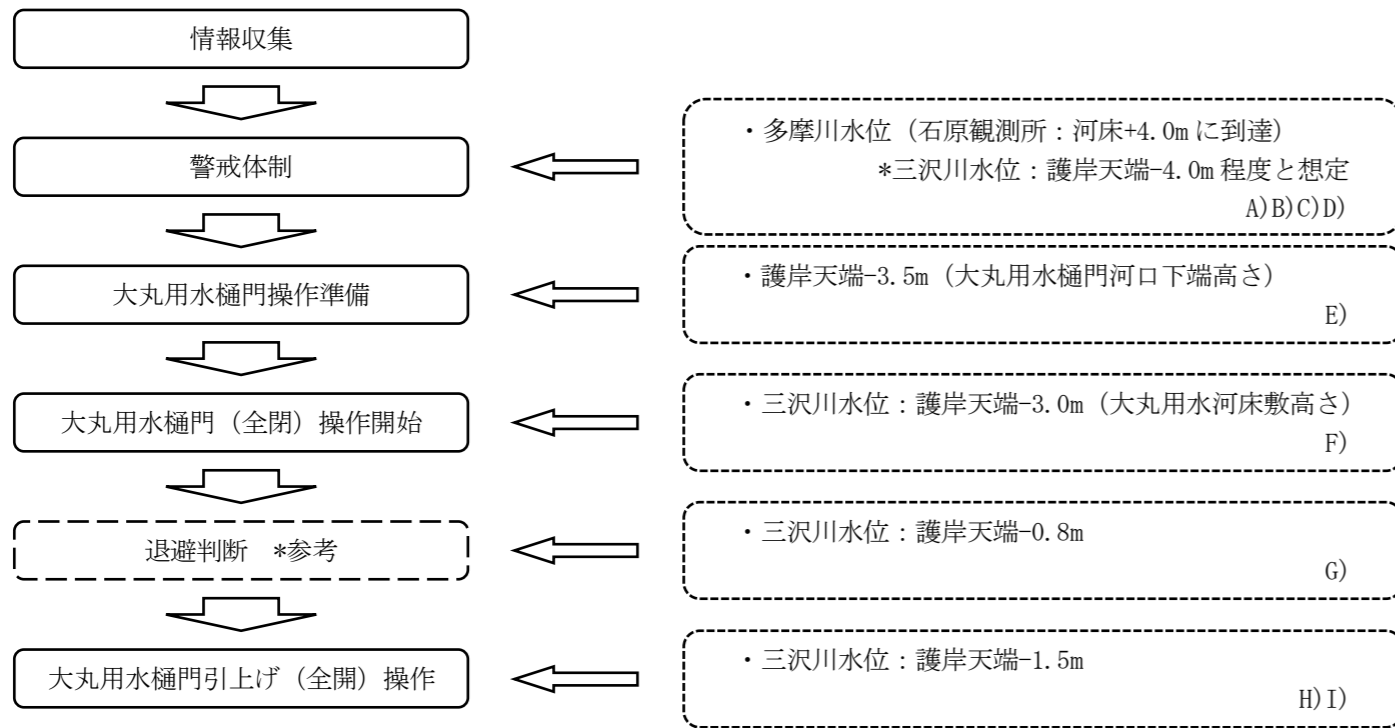 情報収集
・多摩川水位（石原観測所：河床+4.0mに到達）
*三沢川水位：護岸天端-4.0m 程度と想定
A)B)C)D)
警戒体制
・護岸天端-3.5m（大丸用水樋門河口下端高さ）
E)
大丸用水樋門操作準備
・三沢川水位：護岸天端-3.0m（大丸用水河床敷高さ）
F)
大丸用水樋門（全閉）操作開始
・三沢川水位：護岸天端-0.8m
G)
退避判断　*参考
・三沢川水位：護岸天端-1.5m
H)I)
大丸用水樋門引上げ（全開）操作